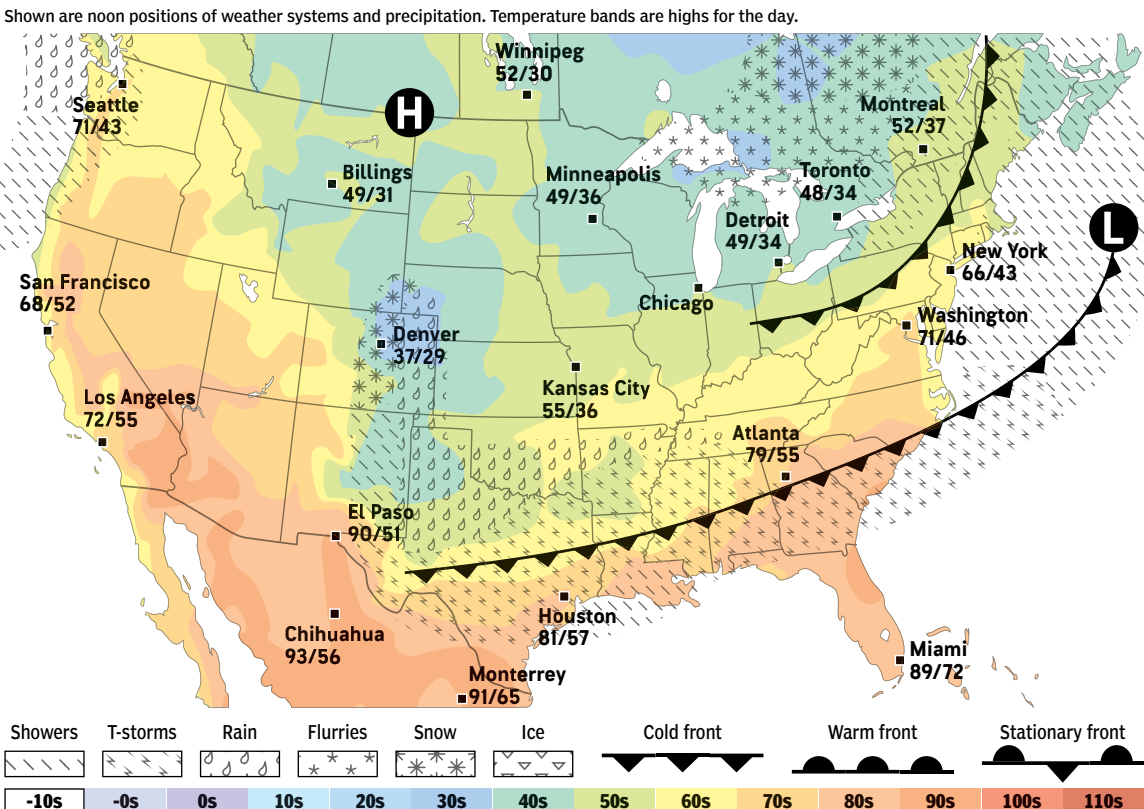 Shown are noon positions of weather systems and precipitation. Temperature bands are highs for the day.
Winnipeg
52/30
Seattle
71/43
H
Montreal
52/37
Billings
49/31
Minneapolis
49/36
Toronto
48/34
Detroit
49/34
L
New York
66/43
San Francisco
68/52
Chicago
Washington
71/46
Denver
37/29
Kansas City
55/36
Los Angeles
72/55
Atlanta
79/55
El Paso
90/51
Houston
81/57
Chihuahua
93/56
Miami
89/72
Monterrey
91/65
Showers T-storms Rain Flurries Snow Ice Cold front Warm front Stationary front
-10s -0s 0s 10s 20s 30s 40s 50s 60s 70s 80s 90s 100s 110s